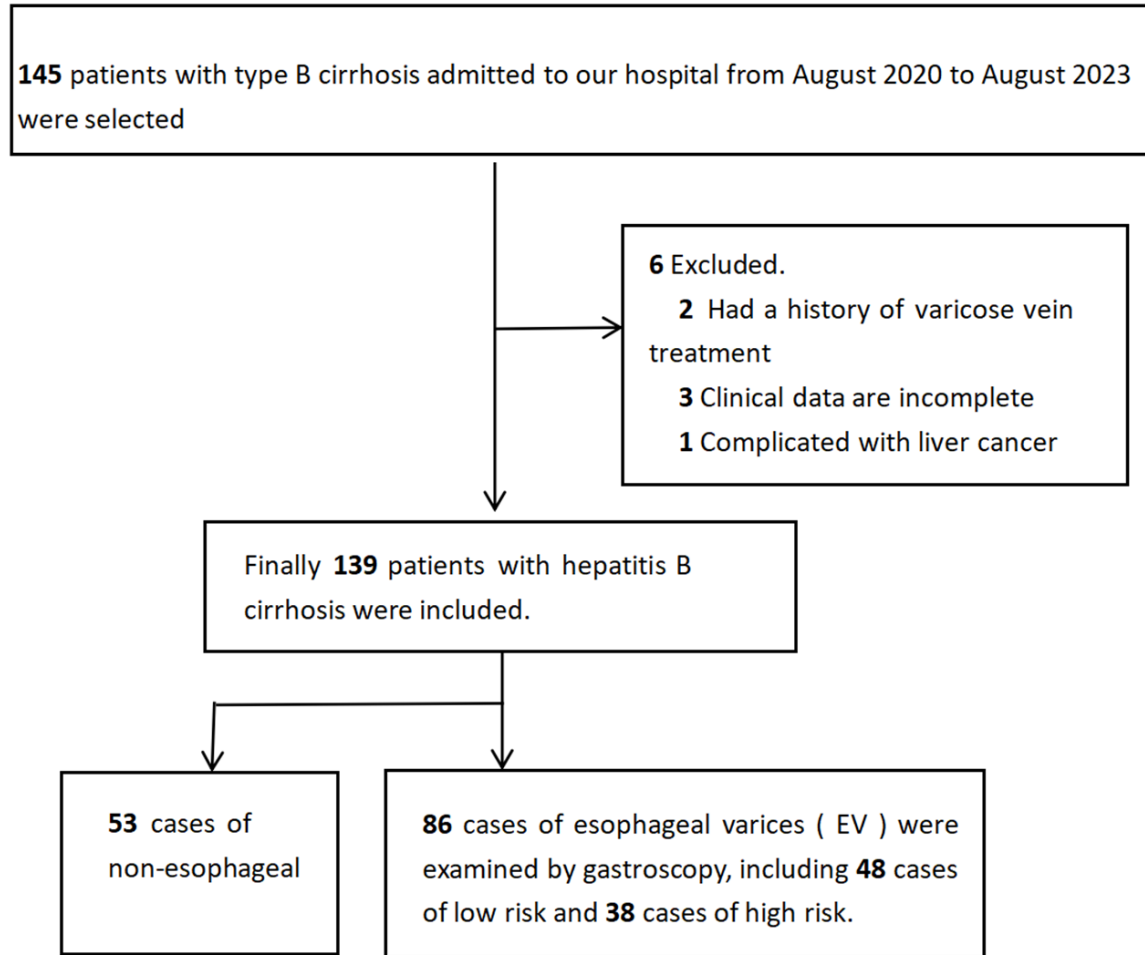 145 patients with type B cirrhosis admitted to our hospital from August 2020 to August 2023
were selected
6 Excluded.
2 Had a history of varicose vein
treatment
3 Clinical data are incomplete
1 Complicated with liver cancer
Finally 139 patients with hepatitis B
cirrhosis were included.
53 cases of
non-esophageal
86 cases of esophageal varices ( EV ) were
examined by gastroscopy, including 48 cases
of low risk and 38 cases of high risk.